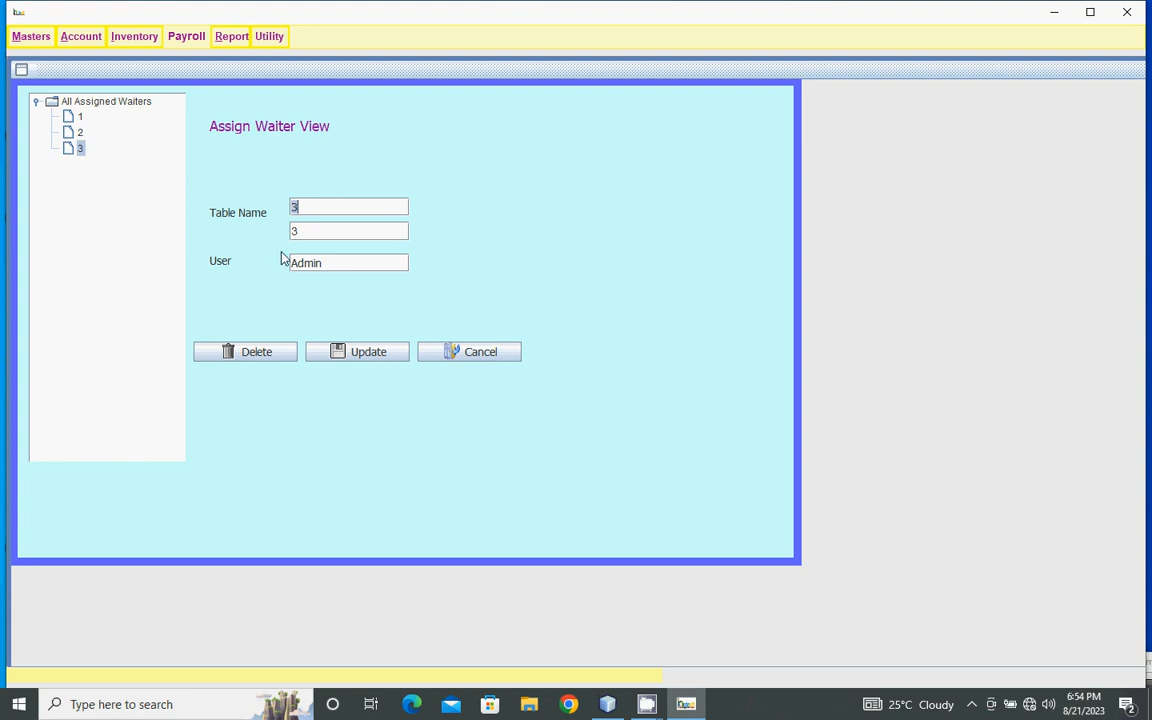 Masters Account Inventory Payroll Report Utility
All Assigned Waiters
1
2
3
Assign Waiter View
Table Name 3
3
User Admin
Delete Update Cancel
Type here to search
25°C Cloudy
6:54 PM
8/21/2023
2